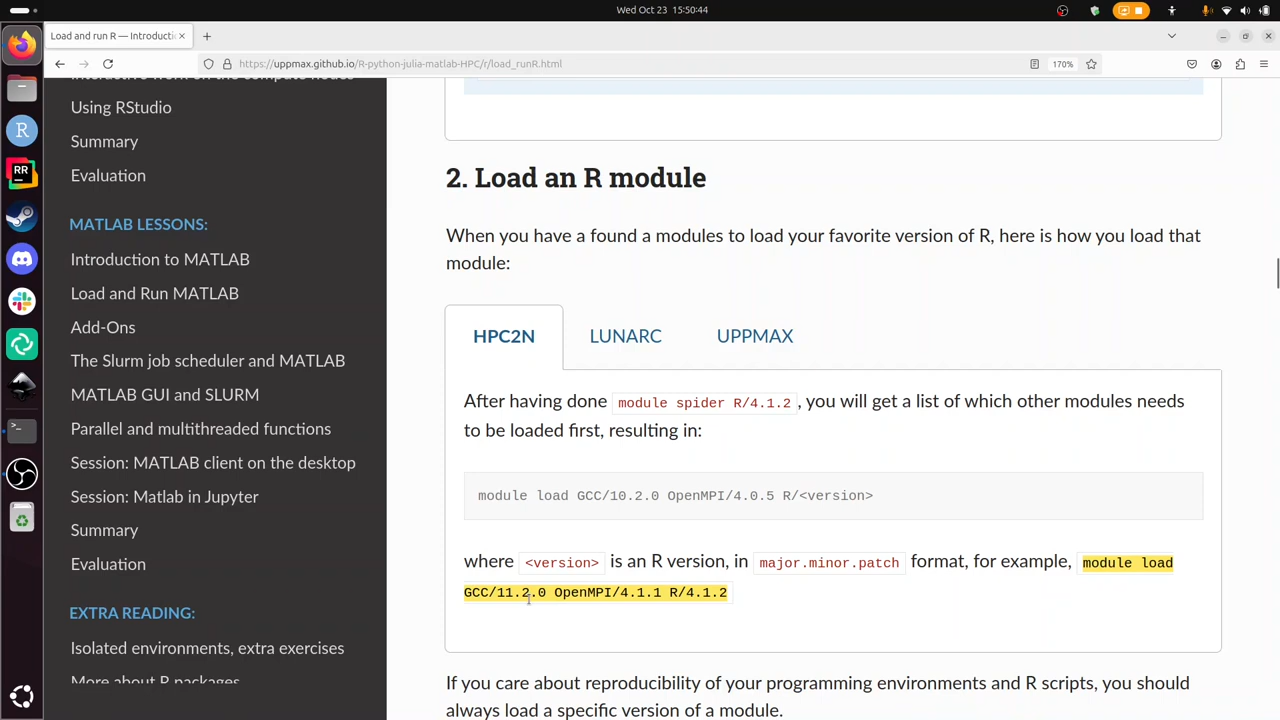 Wed Oct 23 15:50:44
Load and run R — Introducti
https://uppmax.github.io/R-python-julia-matlab-HPC/r/load_runR.html
170%
Using RStudio
Summary
Evaluation
MATLAB LESSONS:
Introduction to MATLAB
Load and Run MATLAB
Add-Ons
The Slurm job scheduler and MATLAB
MATLAB GUI and SLURM
Parallel and multithreaded functions
Session: MATLAB client on the desktop
Session: Matlab in Jupyter
Summary
Evaluation
EXTRA READING:
Isolated environments, extra exercises
More about R packages
2. Load an R module
When you have a found a modules to load your favorite version of R, here is how you load that
module:
HPC2N LUNARC UPPMAX
After having done module spider R/4.1.2, you will get a list of which other modules needs
to be loaded first, resulting in:
module load GCC/10.2.0 OpenMPI/4.0.5 R/<version>
where <version> is an R version, in major.minor.patch format, for example, module load
GCC/11.2.0 OpenMPI/4.1.1 R/4.1.2
If you care about reproducibility of your programming environments and R scripts, you should
always load a specific version of a module.